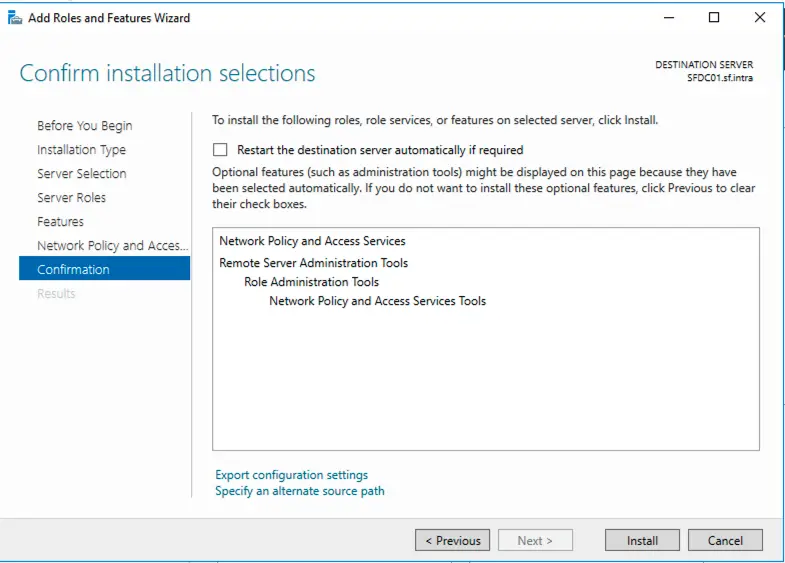 Add Roles and Features Wizard
Confirm installation selections
DESTINATION SERVER
SFDC01.sf.intra
Before You Begin
Installation Type
Server Selection
Server Roles
Features
Network Policy and Acces...
Confirmation
Results
To install the following roles, role services, or features on selected server, click Install.
Restart the destination server automatically if required
Optional features (such as administration tools) might be displayed on this page because they have
been selected automatically. If you do not want to install these optional features, click Previous to clear
their check boxes.
Network Policy and Access Services
Remote Server Administration Tools
Role Administration Tools
Network Policy and Access Services Tools
Export configuration settings
Specify an alternate source path
< Previous
Next >
Install
Cancel